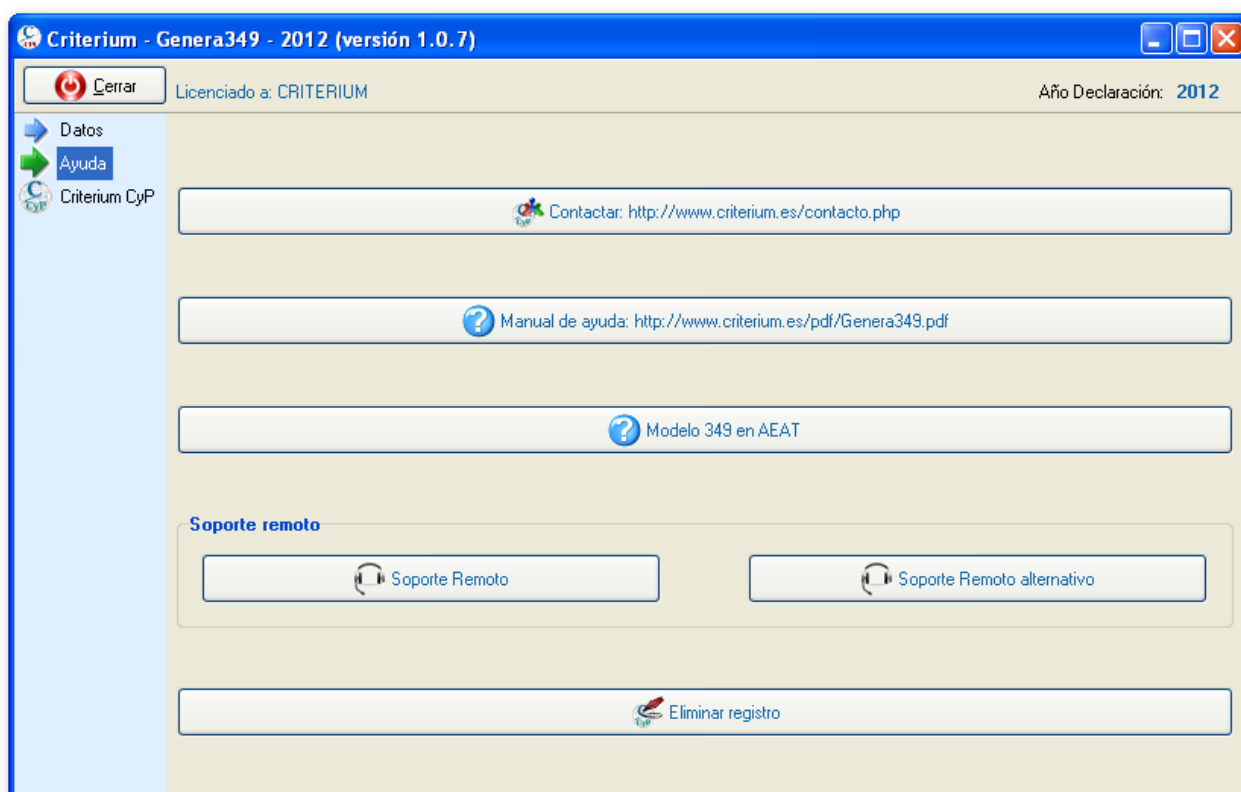 Criterium - Genera349 - 2012 (versión 1.0.7)
Cerrar
Licenciado a: CRITERIUM
Año Declaración: 2012
Datos
Ayuda
Criterium CyP
Contactar: http://www.criterium.es/contacto.php
Manual de ayuda: http://www.criterium.es/pdf/Genera349.pdf
Modelo 349 en AEAT
Soporte remoto
Soporte Remoto
Soporte Remoto alternativo
Eliminar registro